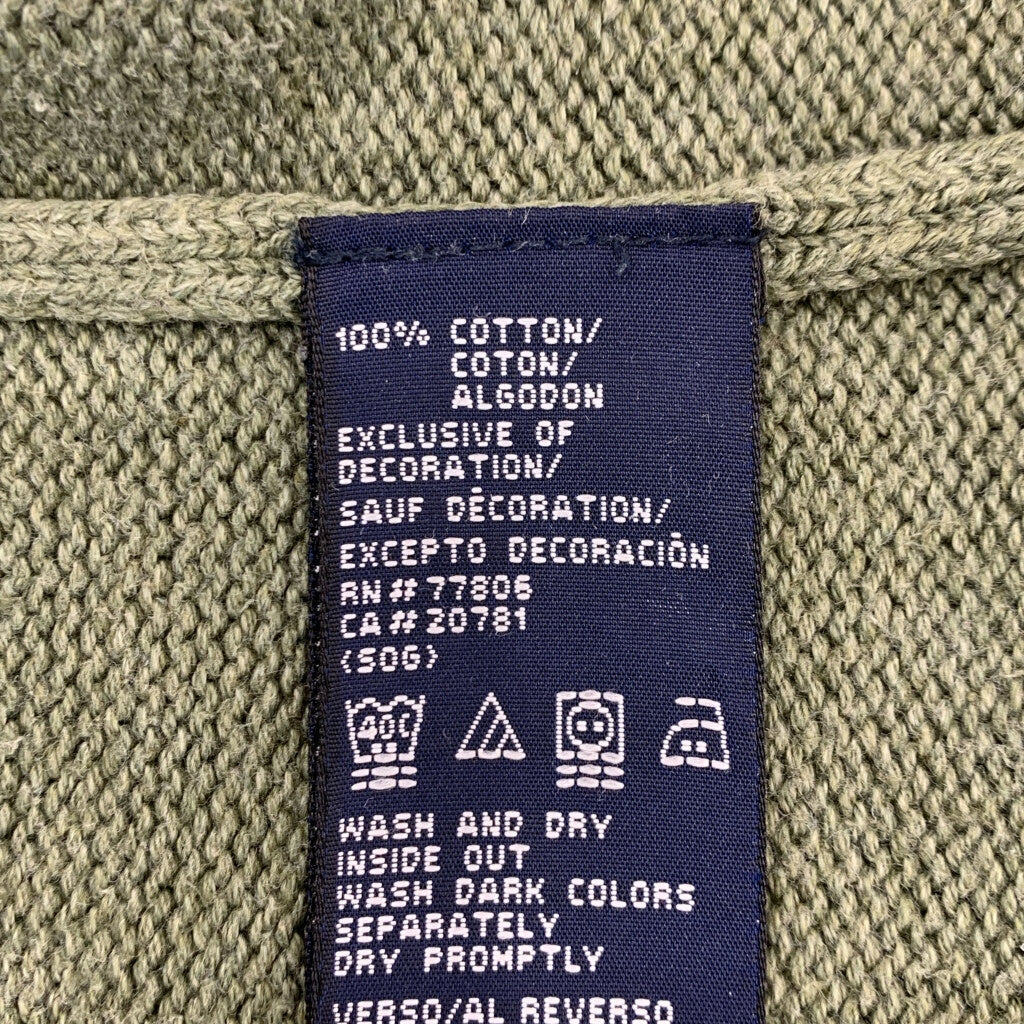 100% COTTON/
COTON/
ALGODON
EXCLUSIVE OF
DECORATION/
SAUF DÉCORATION/
EXCEPTO DECORACIÓN
RN # 77806
CA # 20781
(SOG)
40C
WASH AND DRY
INSIDE OUT
WASH DARK COLORS
SEPARATELY
DRY PROMPTLY
VERSO/AL REVERSO